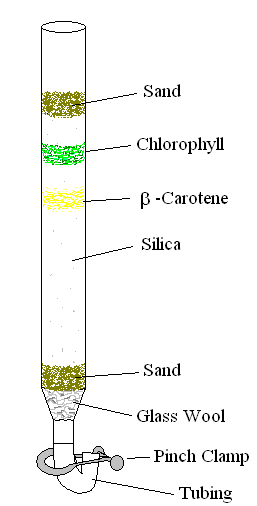 Sand
Chlorophyll
β -Carotene
Silica
Sand
Glass Wool
Pinch Clamp
Tubing